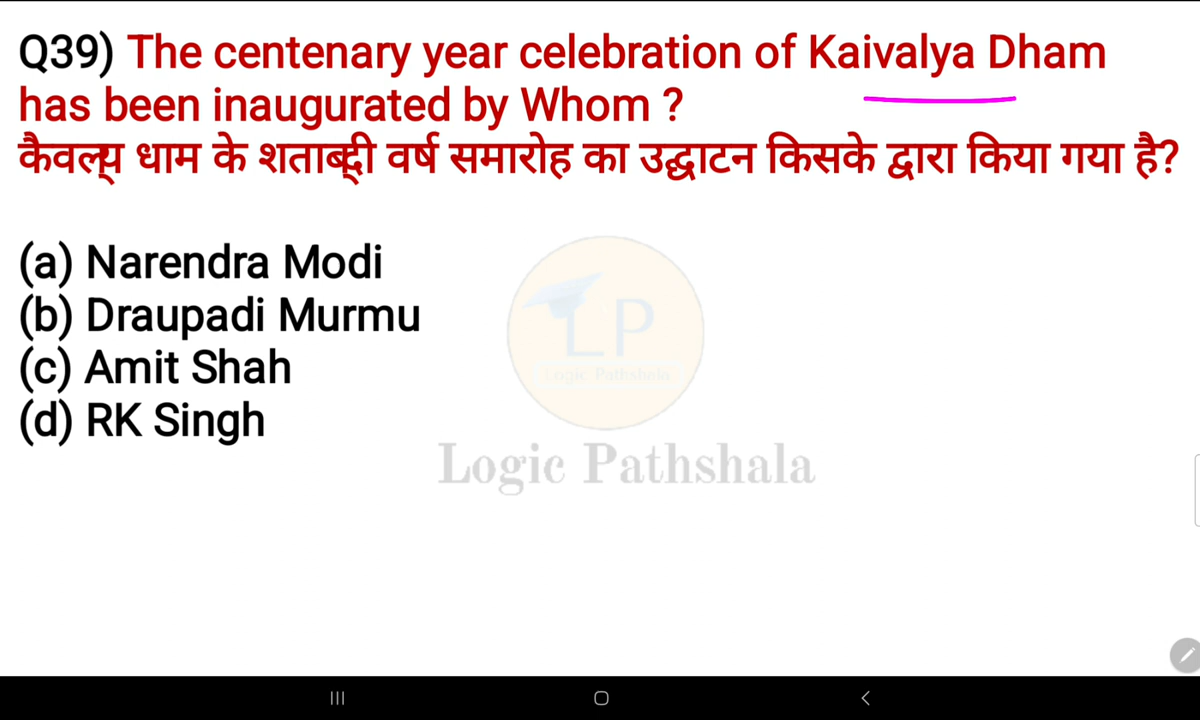 Q39) The centenary year celebration of Kaivalya Dham
has been inaugurated by Whom ?
कैवल्य् धाम के शताब्दी वर्ष समारोह का उद्घाटन किसके द्वारा किया गया है?
(a) Narendra Modi
(b) Draupadi Murmu
(c) Amit Shah
(d) RK Singh
LP
Logic Pathshala
Logic Pathshala